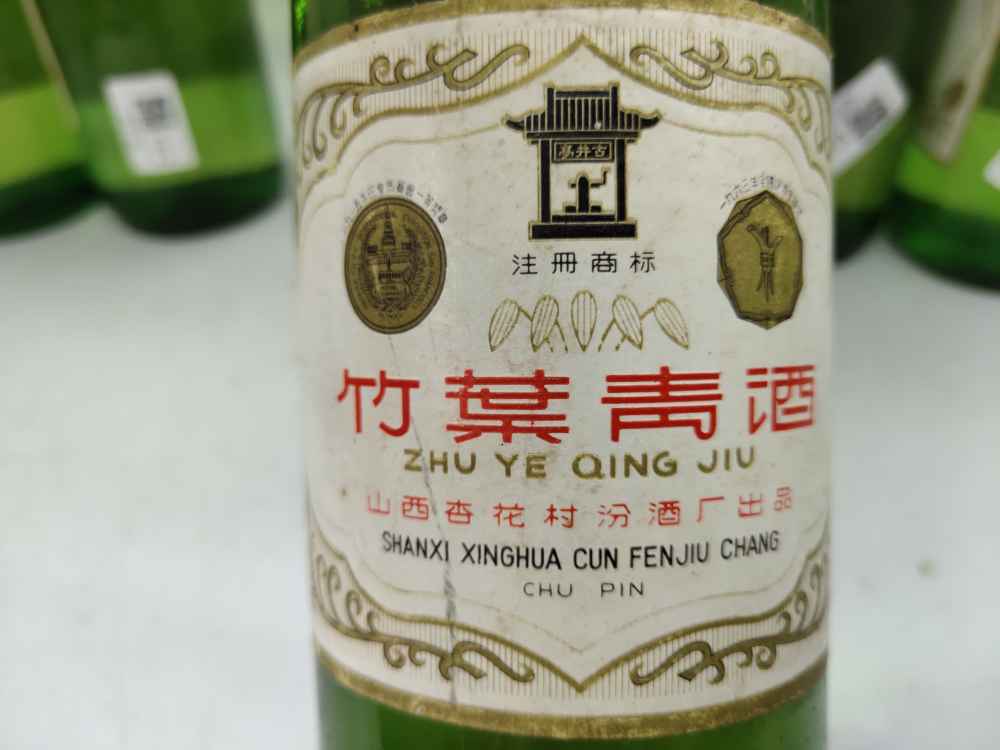 古井亭
注册商标
竹葉青酒
ZHU YE QING JIU
山西杏花村汾酒厂出品
SHANXI XINGHUA CUN FENJIU CHANG
CHU PIN